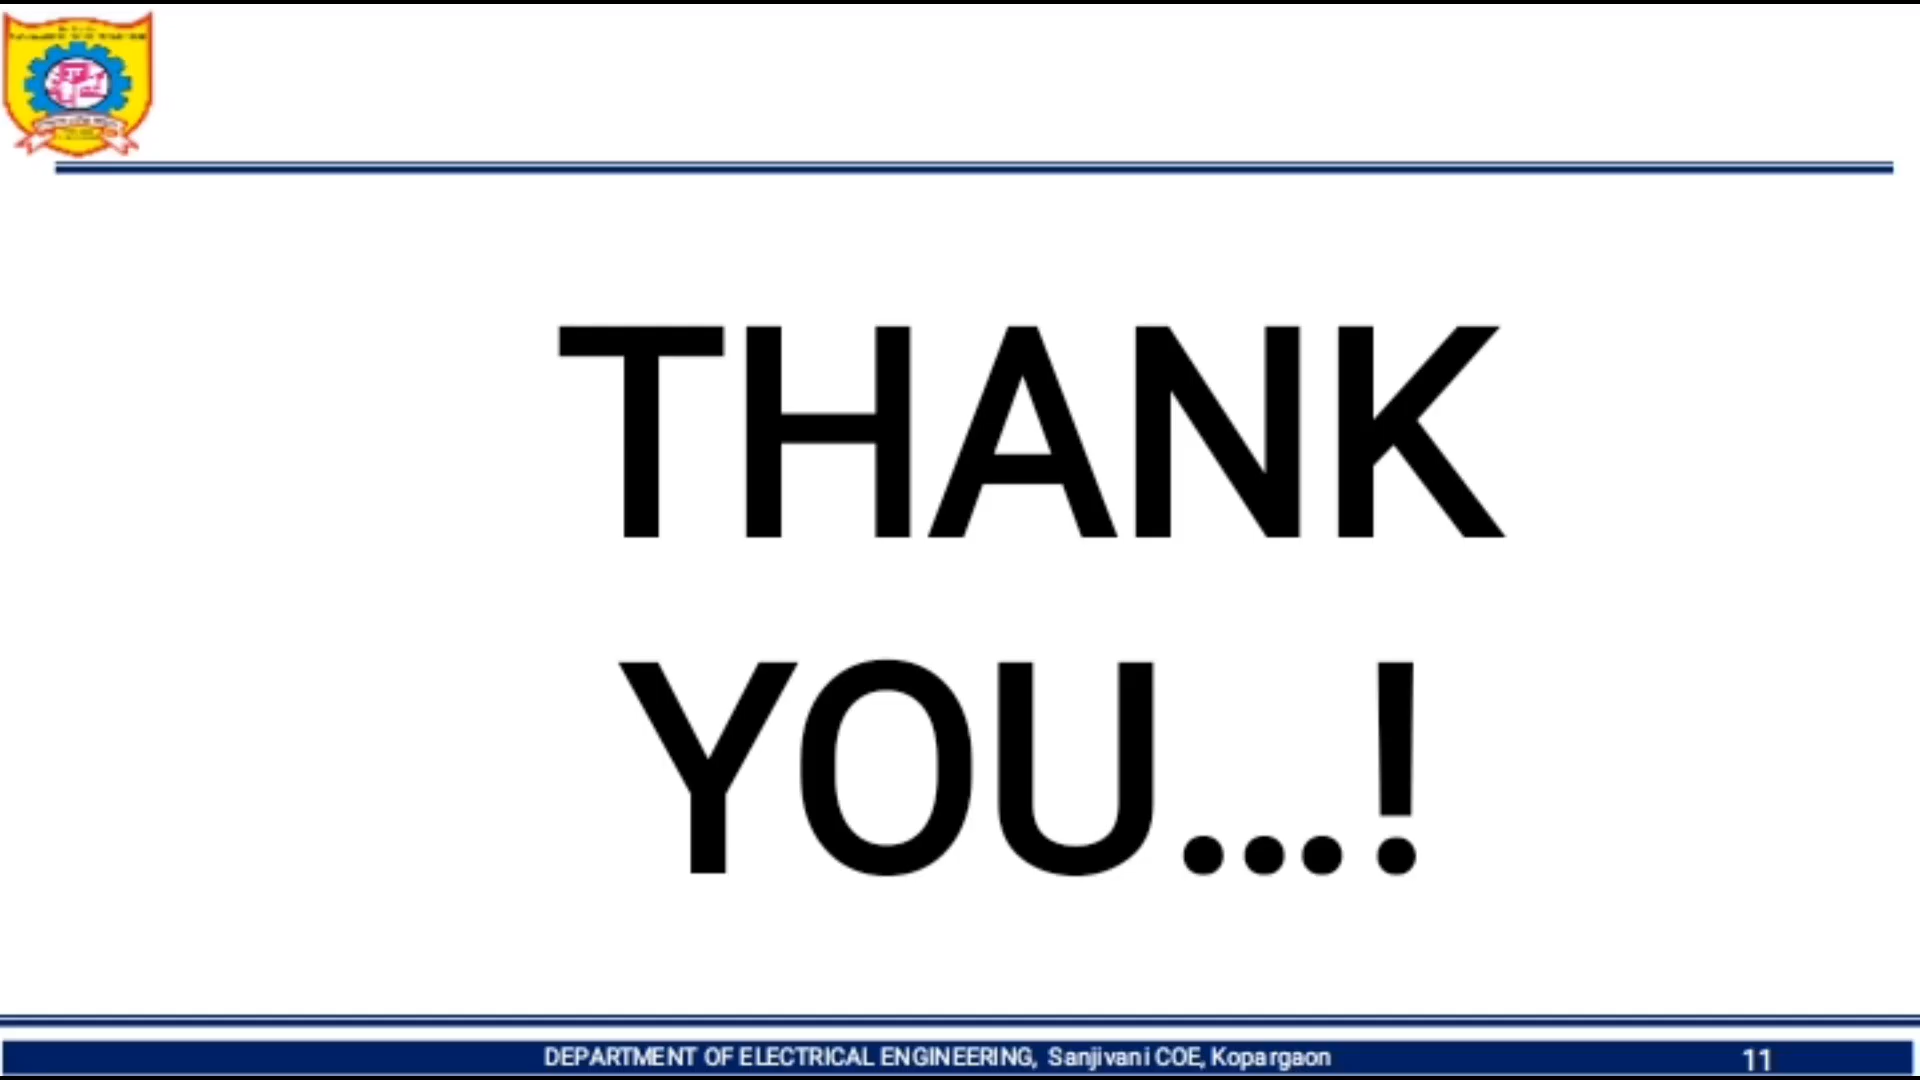 THANK
YOU...!
DEPARTMENT OF ELECTRICAL ENGINEERING, Sanjivani COE, Kopargaon
11